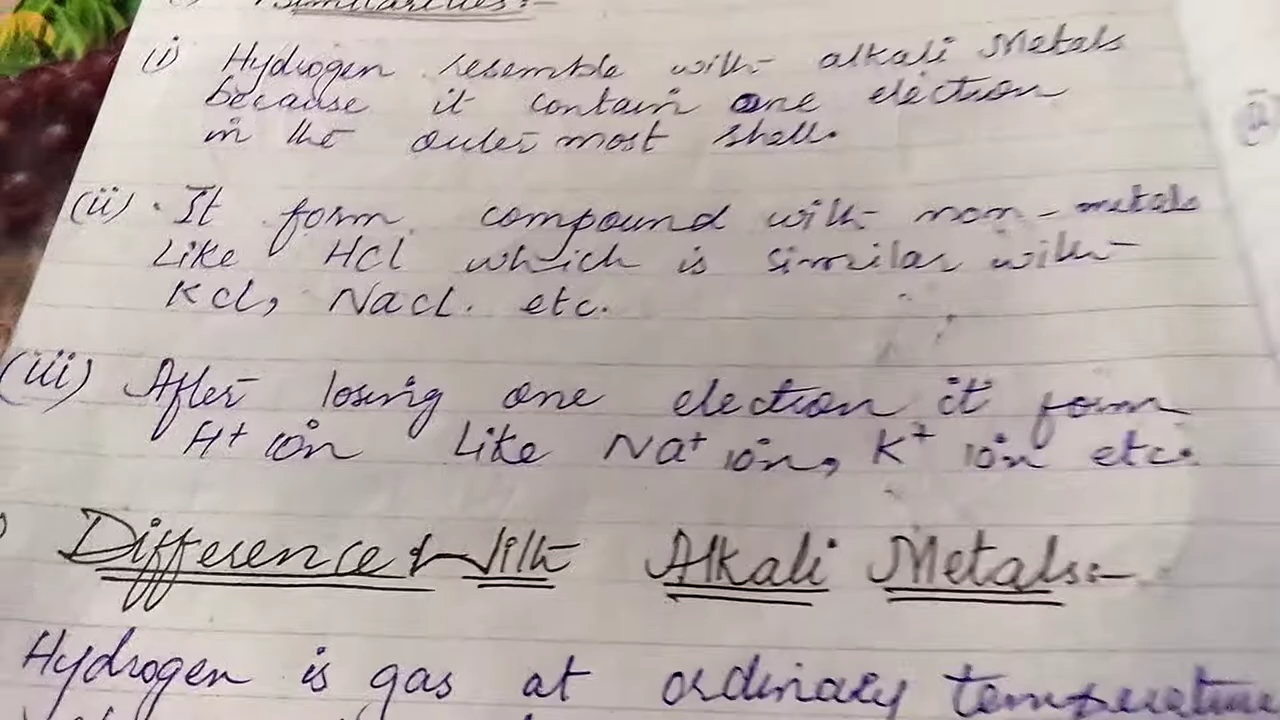 Similarities:-
(i) Hydrogen resemble with alkali Metals
because it contain one electron
in the outer most shell.
(ii) . It form compound with non-metals
Like HCl which is similar with
KCl, NaCl. etc.
(iii) After losing one electron it form
H+ ion Like Na+ ion, K+ ion etc.
Difference With Alkali Metals:-
Hydrogen is gas at ordinary temperature